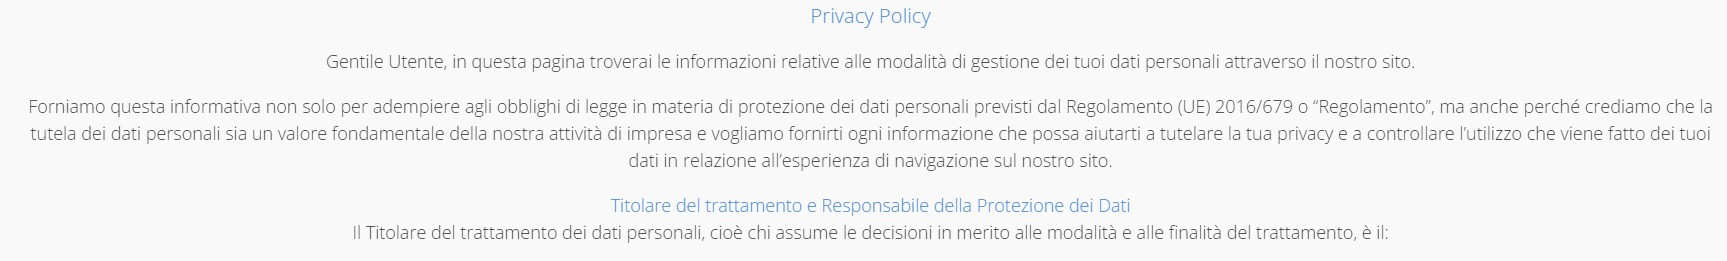 Privacy Policy
Gentile Utente, in questa pagina troverai le informazioni relative alle modalità di gestione dei tuoi dati personali attraverso il nostro sito.
Forniamo questa informativa non solo per adempiere agli obblighi di legge in materia di protezione dei dati personali previsti dal Regolamento (UE) 2016/679 o “Regolamento”, ma anche perché crediamo che la
tutela dei dati personali sia un valore fondamentale della nostra attività di impresa e vogliamo fornirti ogni informazione che possa aiutarti a tutelare la tua privacy e a controllare l’utilizzo che viene fatto dei tuoi
dati in relazione all’esperienza di navigazione sul nostro sito.
Titolare del trattamento e Responsabile della Protezione dei Dati
Il Titolare del trattamento dei dati personali, cioè chi assume le decisioni in merito alle modalità e alle finalità del trattamento, è il: